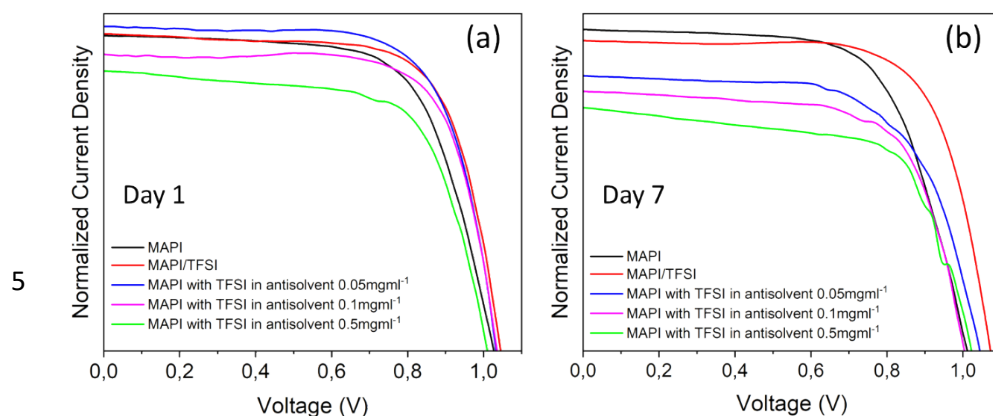 5
(a)
Normalized Current Density
Day 1
MAPI
MAPI/TFSI
MAPI with TFSI in antisolvent 0.05mgml⁻¹
MAPI with TFSI in antisolvent 0.1mgml⁻¹
MAPI with TFSI in antisolvent 0.5mgml⁻¹
0,0 0,2 0,4 0,6 0,8 1,0
Voltage (V)
(b)
Normalized Current Density
Day 7
MAPI
MAPI/TFSI
MAPI with TFSI in antisolvent 0.05mgml⁻¹
MAPI with TFSI in antisolvent 0.1mgml⁻¹
MAPI with TFSI in antisolvent 0.5mgml⁻¹
0,0 0,2 0,4 0,6 0,8 1,0
Voltage (V)